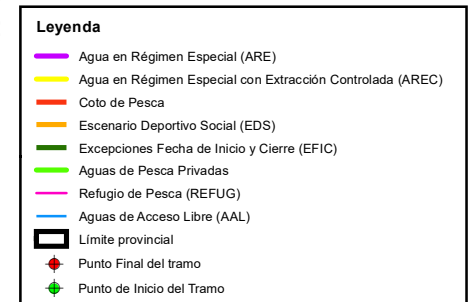 Leyenda
Agua en Régimen Especial (ARE)
Agua en Régimen Especial con Extracción Controlada (AREC)
Coto de Pesca
Escenario Deportivo Social (EDS)
Excepciones Fecha de Inicio y Cierre (EFIC)
Aguas de Pesca Privadas
Refugio de Pesca (REFUG)
Aguas de Acceso Libre (AAL)
Límite provincial
Punto Final del tramo
Punto de Inicio del Tramo